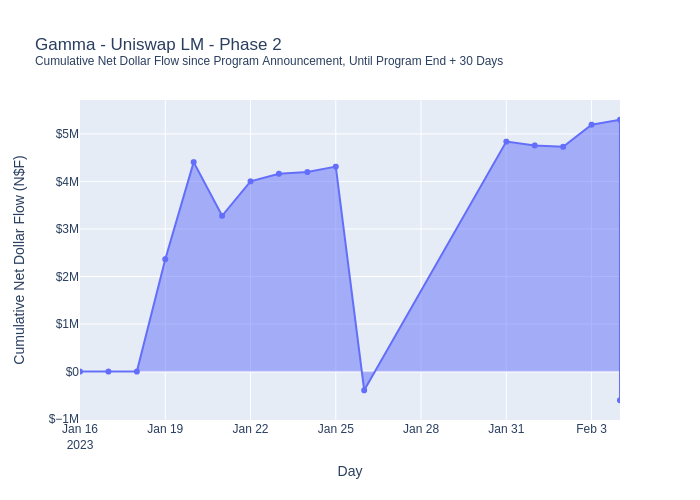 Gamma - Uniswap LM - Phase 2
Cumulative Net Dollar Flow since Program Announcement, Until Program End + 30 Days
Cumulative Net Dollar Flow (N$F)
$5M
$4M
$3M
$2M
$1M
$0
$−1M
Jan 16 Jan 19 Jan 22 Jan 25 Jan 28 Jan 31 Feb 3
2023
Day